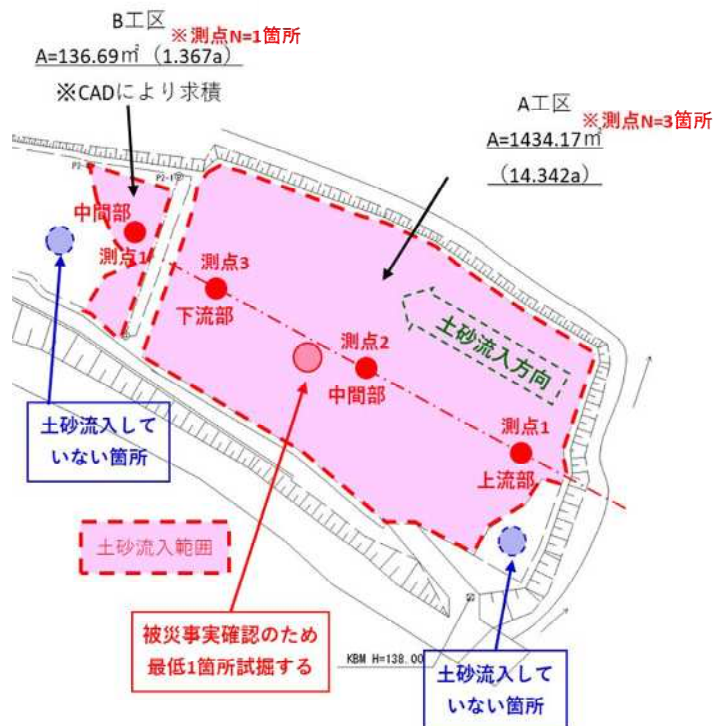 B工区
※測点N=1箇所
A=136.69㎡ (1.367a)
※CADにより求積
A工区
※測点N=3箇所
A=1434.17㎡
(14.342a)
P2-1
中間部
測点1
測点3
下流部
測点2
中間部
土砂流入方向
測点1
上流部
土砂流入して
いない箇所
土砂流入範囲
被災事実確認のため
最低1箇所試掘する
KBM H=138.00
土砂流入して
いない箇所